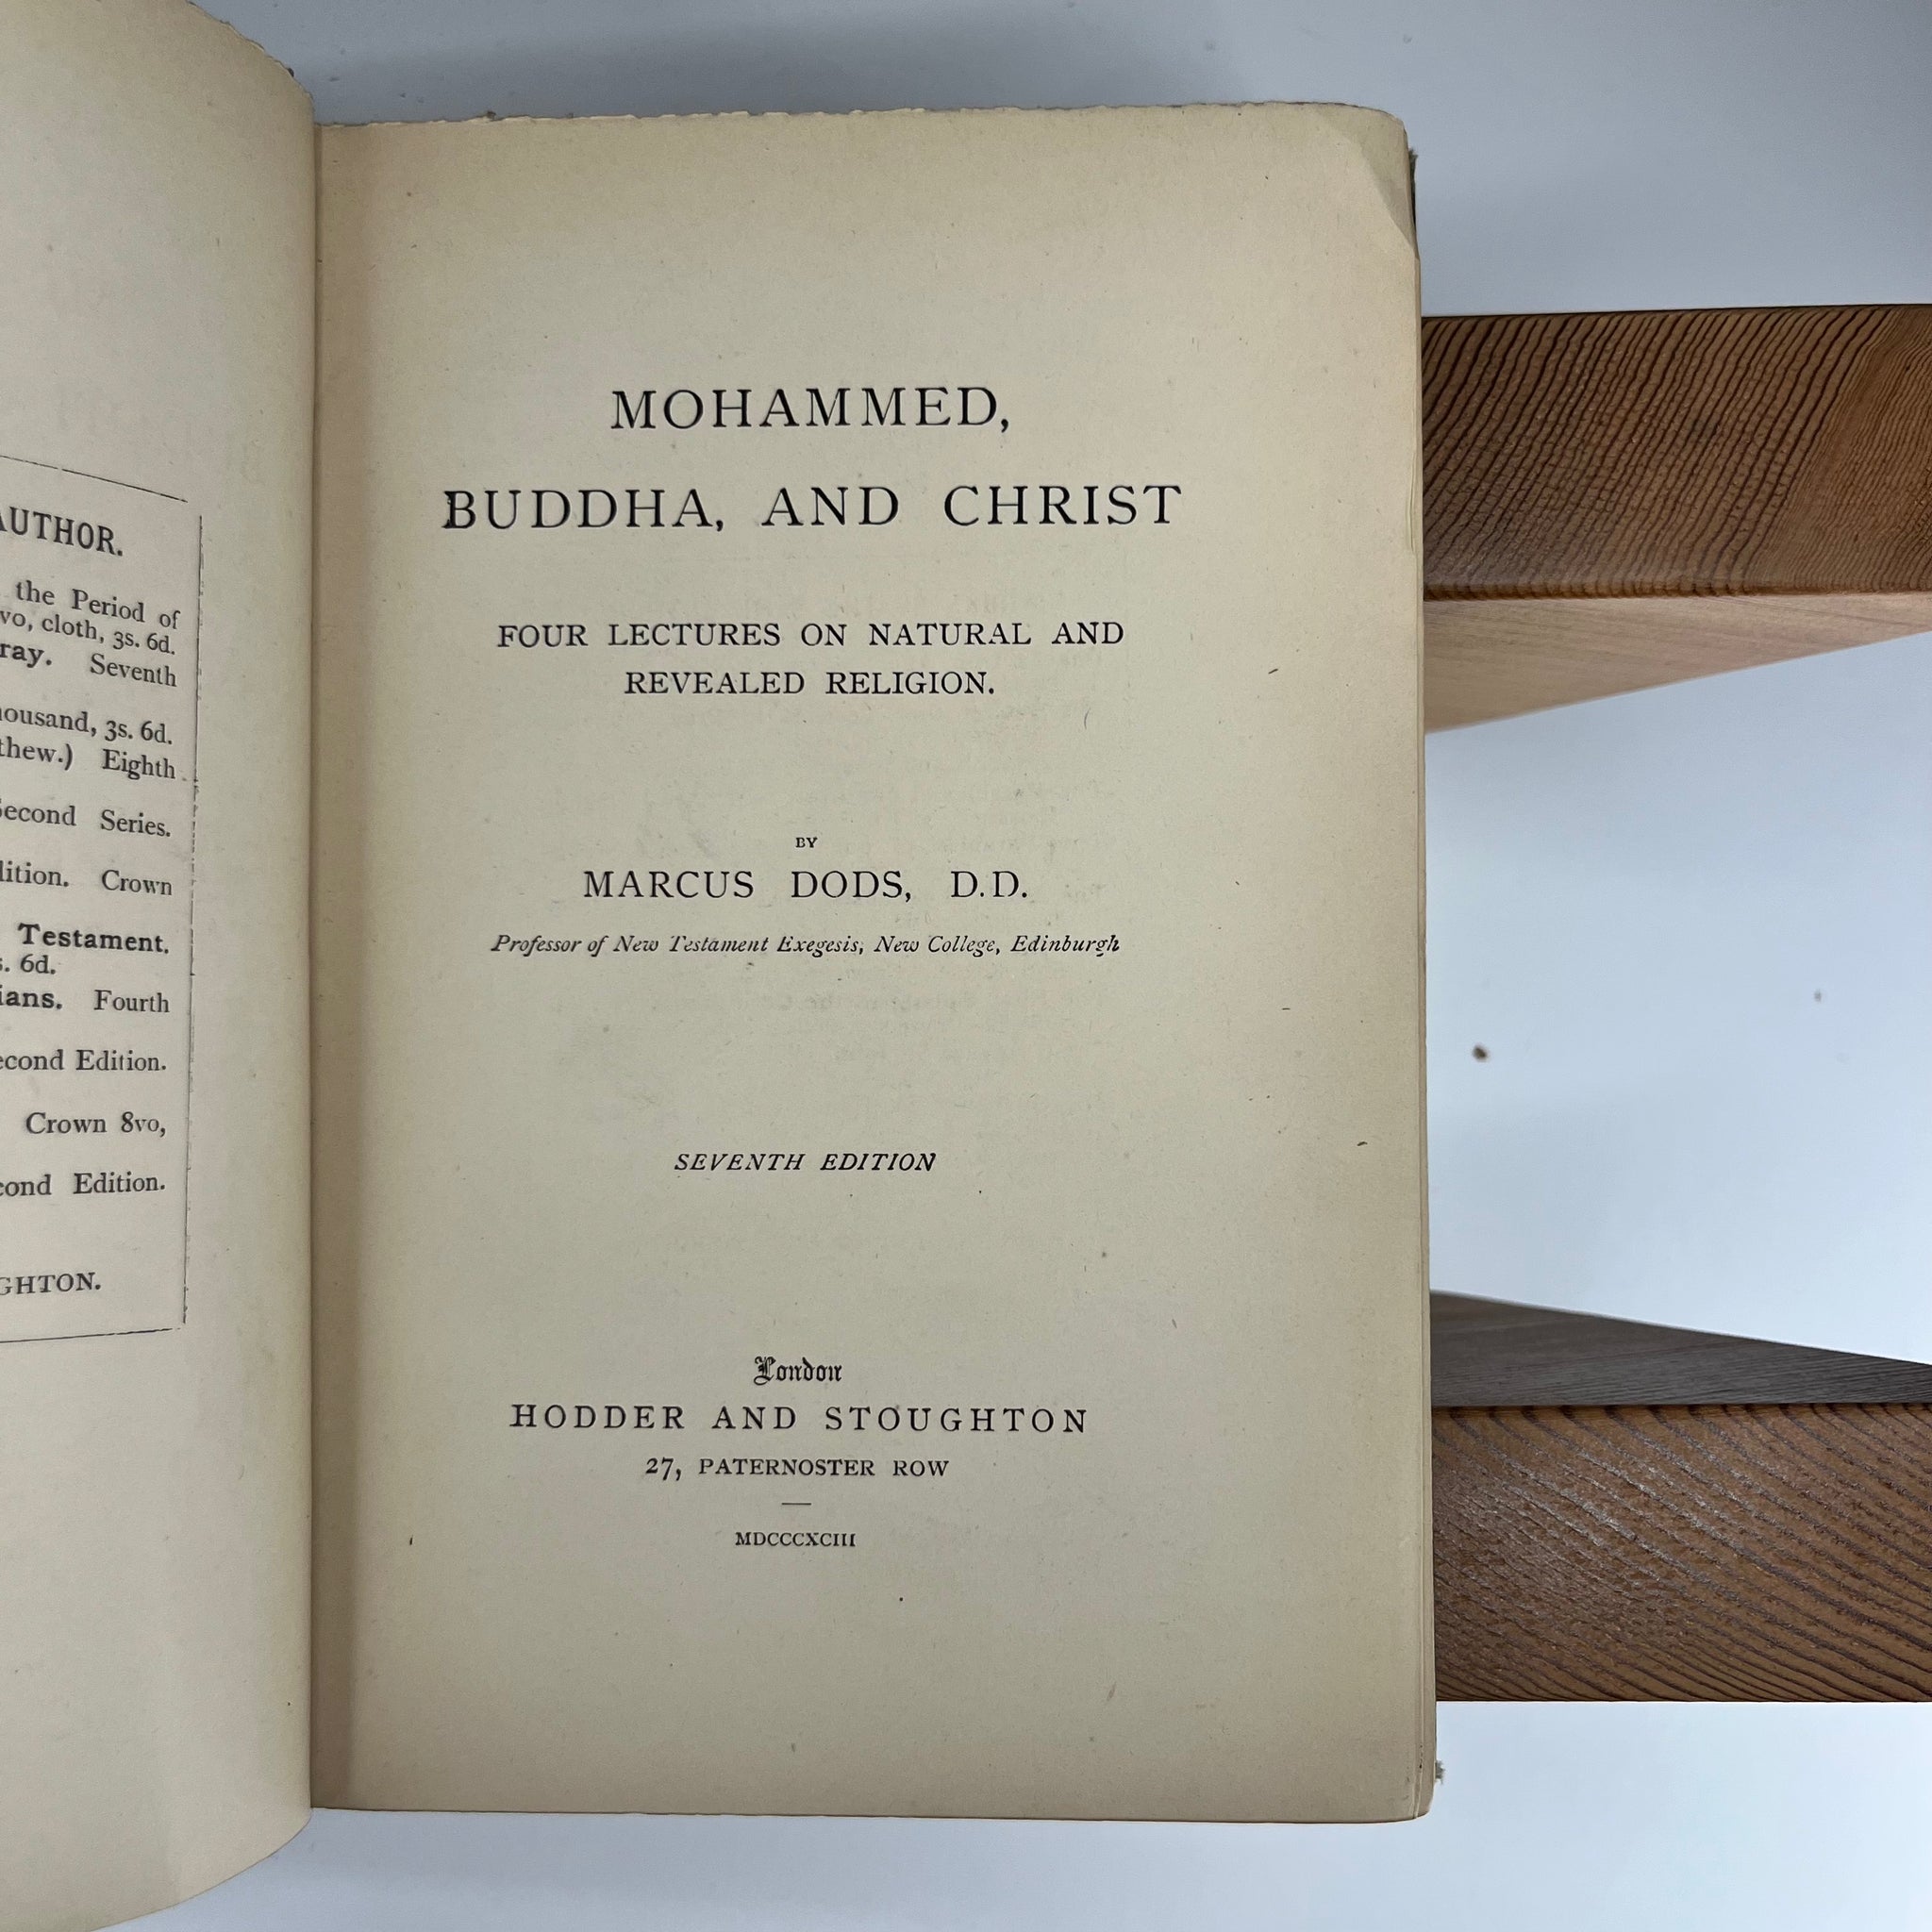 AUTHOR.
the Period of
vo, cloth, 3s. 6d.
ray. Seventh
ousand, 3s. 6d.
thew.) Eighth
Second Series.
dition. Crown
Testament.
s. 6d.
ians. Fourth
econd Edition.
Crown 8vo,
cond Edition.
GHTON.
MOHAMMED,
BUDDHA, AND CHRIST
FOUR LECTURES ON NATURAL AND
REVEALED RELIGION.
BY
MARCUS DODS, D.D.
Professor of New Testament Exegesis, New College, Edinburgh
SEVENTH EDITION
London
HODDER AND STOUGHTON
27, PATERNOSTER ROW
MDCCCXCIII